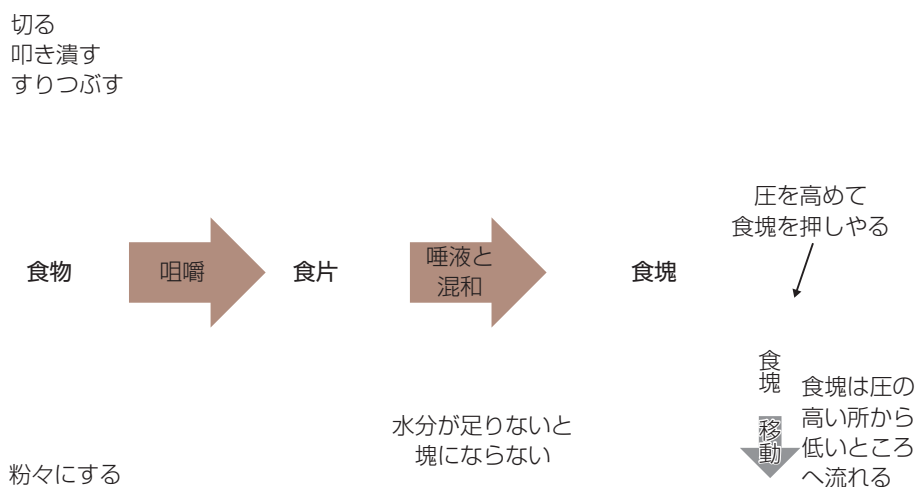 切る
叩き潰す
すりつぶす
圧を高めて
食塊を押しやる
食物
咀嚼
食片
唾液と
混和
食塊
食塊
移動
食塊は圧の
高い所から
低いところ
へ流れる
水分が足りないと
塊にならない
粉々にする